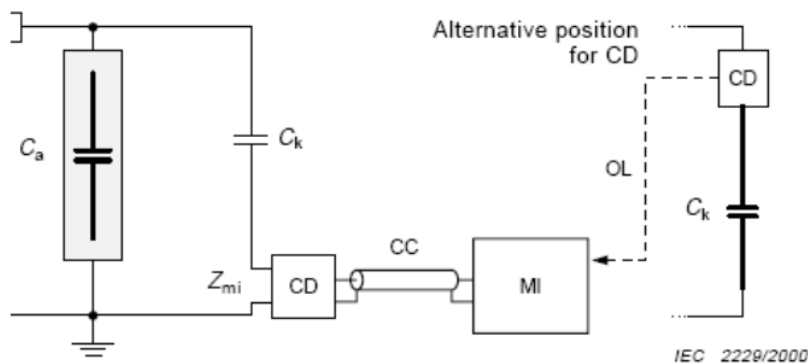 Alternative position
for CD
CD
Ck
Ca
OL
Ck
CC
Zmi
CD
MI
IEC 2229/2000